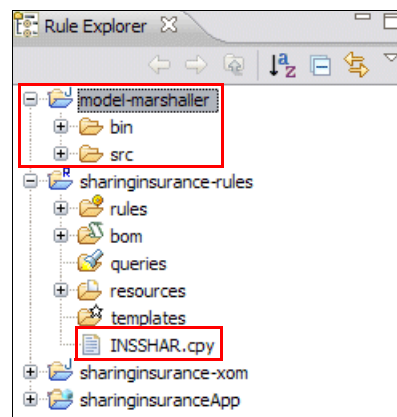 Rule Explorer
model-marshaller
bin
src
sharinginsurance-rules
rules
bom
queries
resources
templates
INSSHAR.cpy
sharinginsurance-xom
sharinginsuranceApp